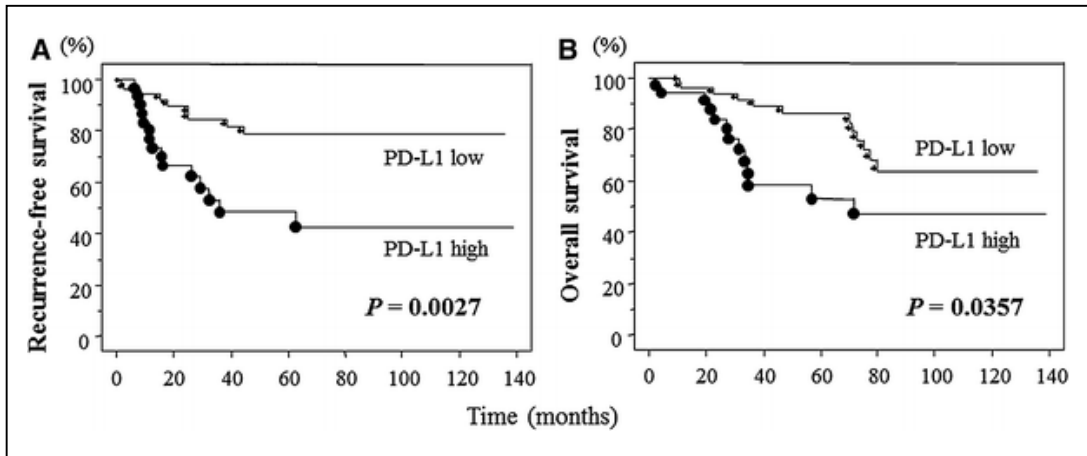 A (%)
Recurrence-free survival
100
80
60
40
20
0
PD-L1 low
PD-L1 high
P = 0.0027
0 20 40 60 80 100 120 140
B (%)
Overall survival
100
80
60
40
20
0
PD-L1 low
PD-L1 high
P = 0.0357
0 20 40 60 80 100 120 140
Time (months)